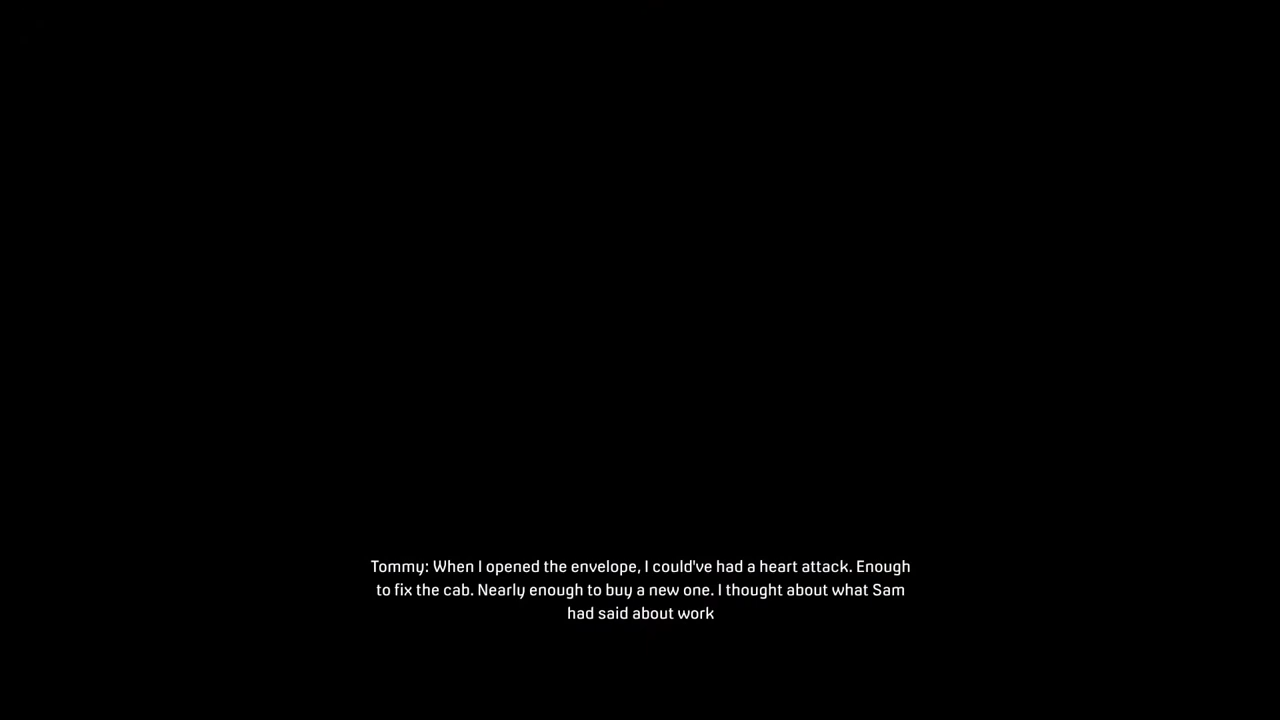 Tommy: When I opened the envelope, I could've had a heart attack. Enough
to fix the cab. Nearly enough to buy a new one. I thought about what Sam
had said about work